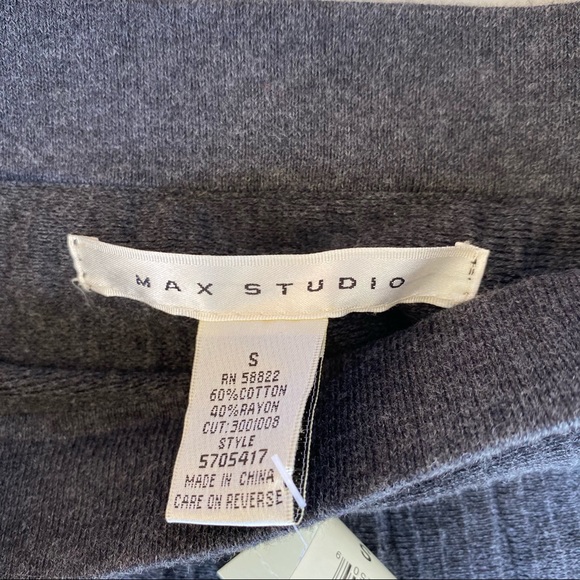 MAX STUDIO
S
RN 58822
60%COTTON
40%RAYON
CUT:3001008
STYLE
5705417
MADE IN CHINA
CARE ON REVERSE